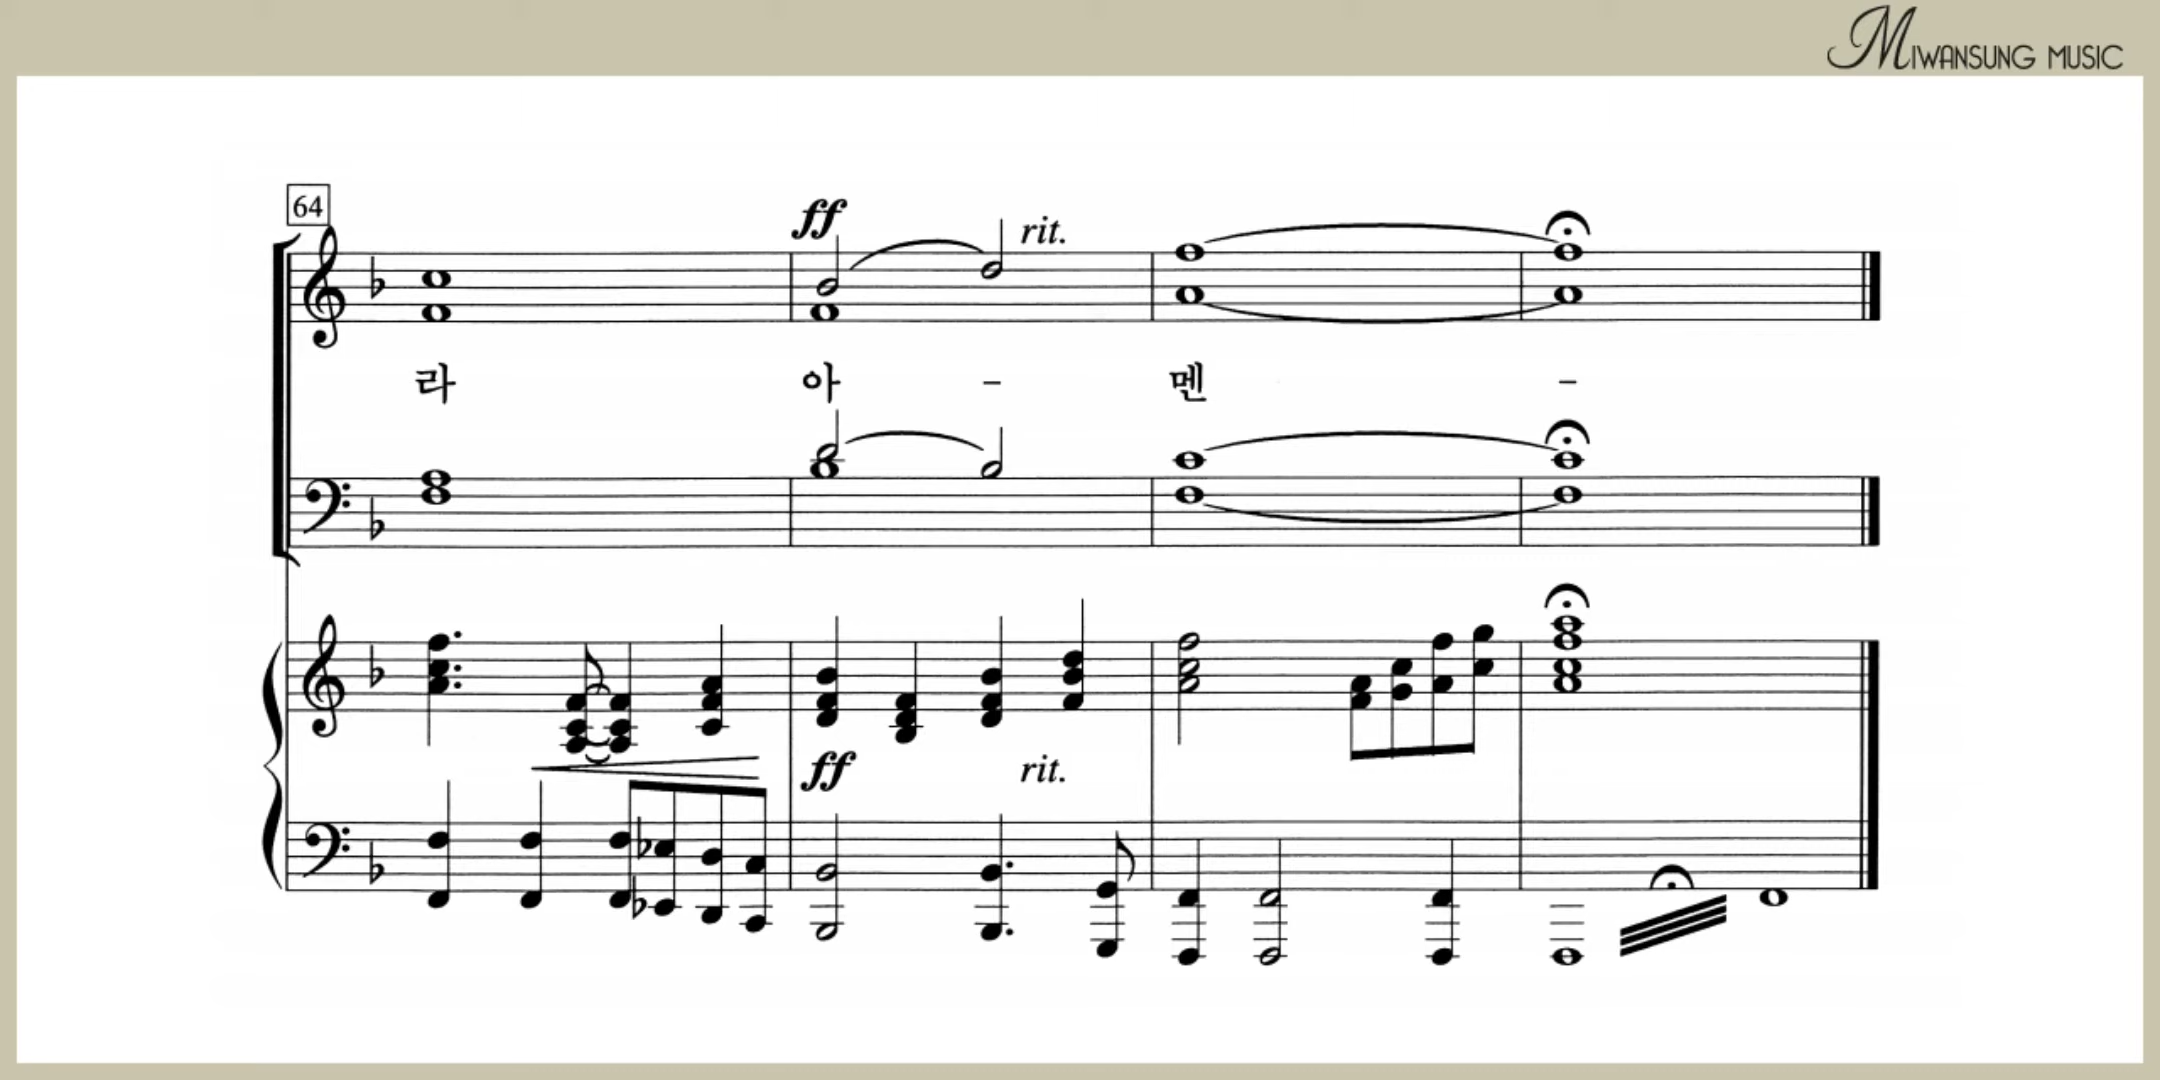 MIWANSUNG MUSIC
64
ff
rit.
라 아 - 멘 -
ff rit.